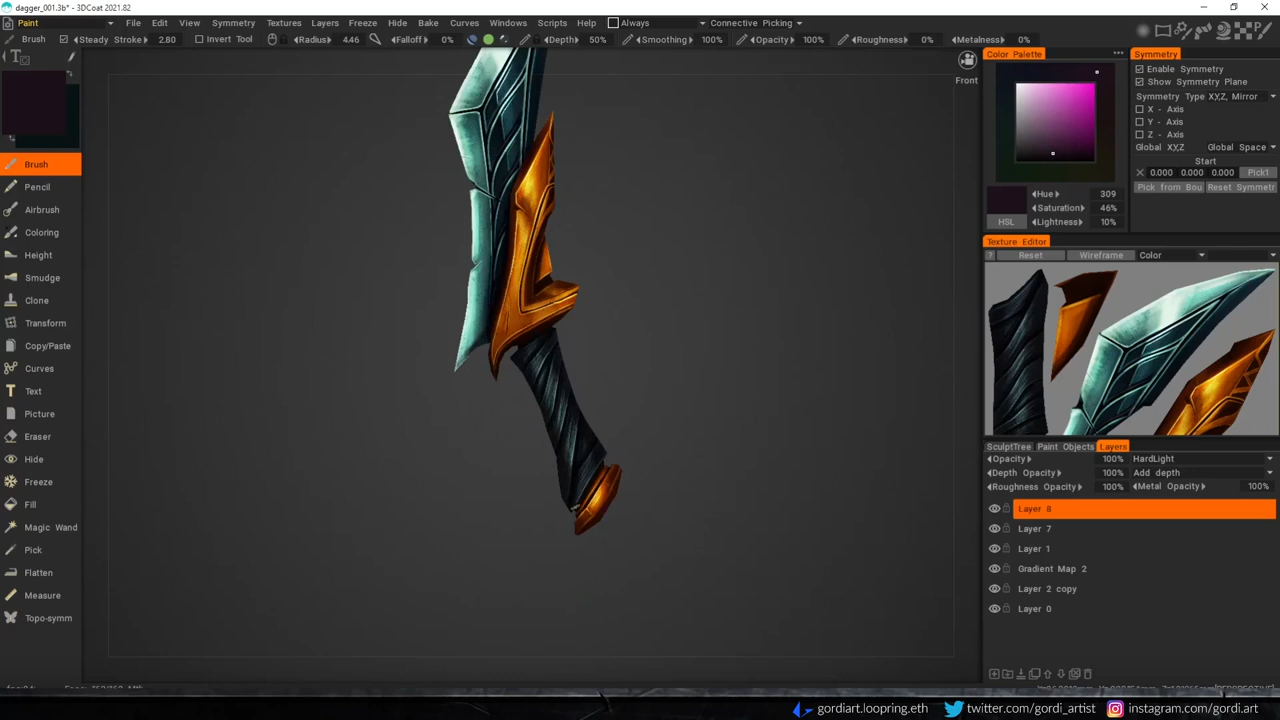 dagger_001.3b* - 3DCoat 2021.82
Paint File Edit View Symmetry Textures Layers Freeze Hide Bake Curves Windows Scripts Help Always Connective Picking
Brush Steady Stroke 2.80 Invert Tool Radius 4.46 Falloff 0% Depth 50% Smoothing 100% Opacity 100% Roughness 0% Metalness 0%
Front
Brush
Pencil
Airbrush
Coloring
Height
Smudge
Clone
Transform
Copy/Paste
Curves
Text
Picture
Eraser
Hide
Freeze
Fill
Magic Wand
Pick
Flatten
Measure
Topo-symm
Color Palette
Hue 309
Saturation 46%
HSL Lightness 10%
Symmetry
Enable Symmetry
Show Symmetry Plane
Symmetry Type X,Y,Z, Mirror
X - Axis
Y - Axis
Z - Axis
Global X,Y,Z Global Space
Start
X 0.000 0.000 0.000 Pick1
Pick from Bou Reset Symmetr
Texture Editor
? Reset Wireframe Color
SculptTree Paint Objects Layers
Opacity 100% HardLight
Depth Opacity 100% Add depth
Roughness Opacity 100% Metal Opacity 100%
Layer 8
Layer 7
Layer 1
Gradient Map 2
Layer 2 copy
Layer 0
gordiart.loopring.eth twitter.com/gordi_artist instagram.com/gordi.art